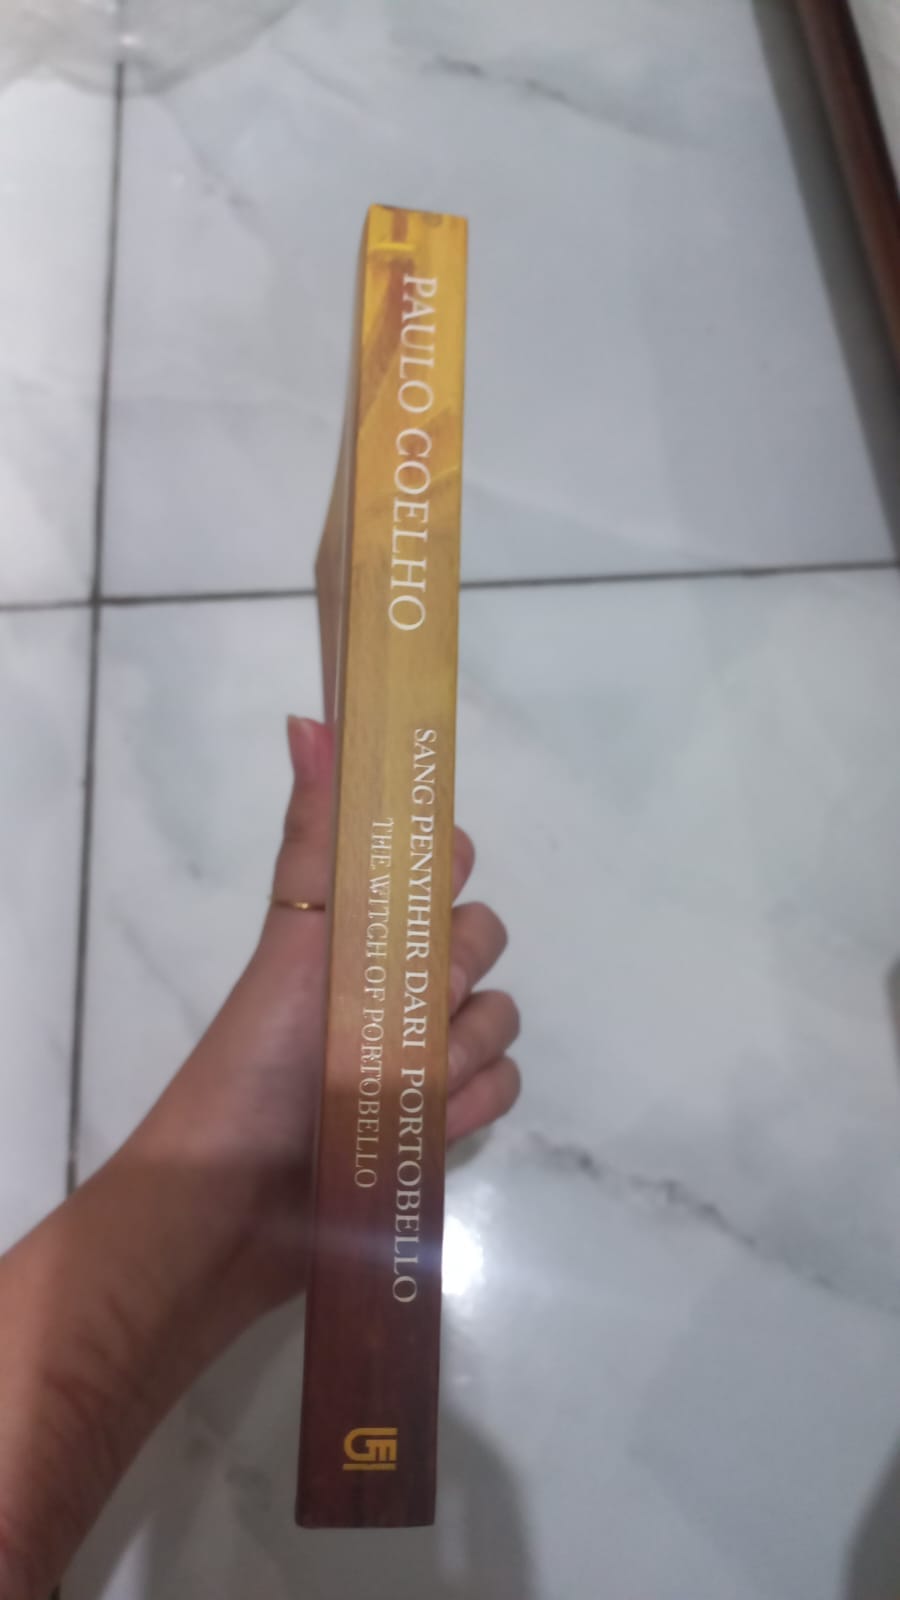 PAULO COELHO
SANG PENYIHIR DARI PORTOBELLO
THE WITCH OF PORTOBELLO